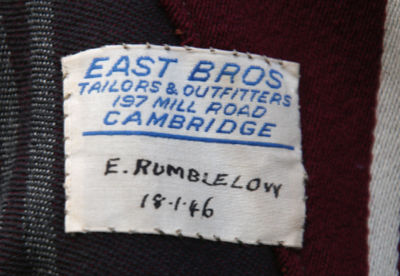 EAST BROS
TAILORS & OUTFITTERS
197 MILL ROAD
CAMBRIDGE
E. RUMBLELOW
18·1·46